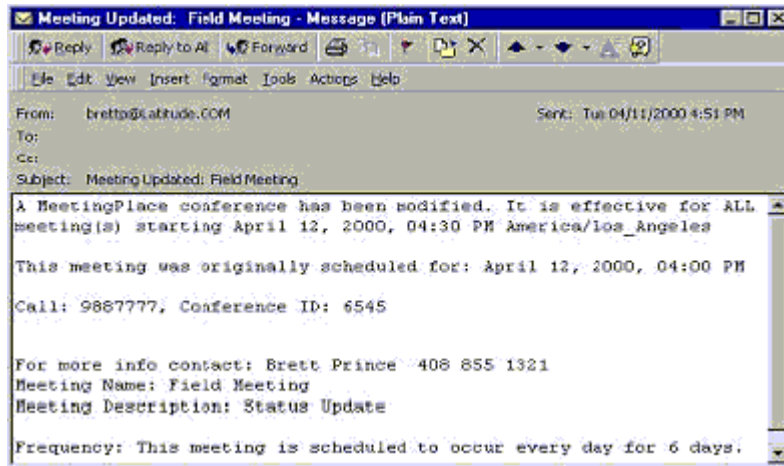 Meeting Updated: Field Meeting - Message (Plain Text)
Reply Reply to All Forward
File Edit View Insert Format Tools Actions Help
From: brettp@Latitude.COM Sent: Tue 04/11/2000 4:51 PM
To:
Cc:
Subject: Meeting Updated: Field Meeting
A MeetingPlace conference has been modified. It is effective for ALL
meeting(s) starting April 12, 2000, 04:30 PM America/Los_Angeles
This meeting was originally scheduled for: April 12, 2000, 04:00 PM
Call: 9887777, Conference ID: 6545
For more info contact: Brett Prince 408 855 1321
Meeting Name: Field Meeting
Meeting Description: Status Update
Frequency: This meeting is scheduled to occur every day for 6 days.